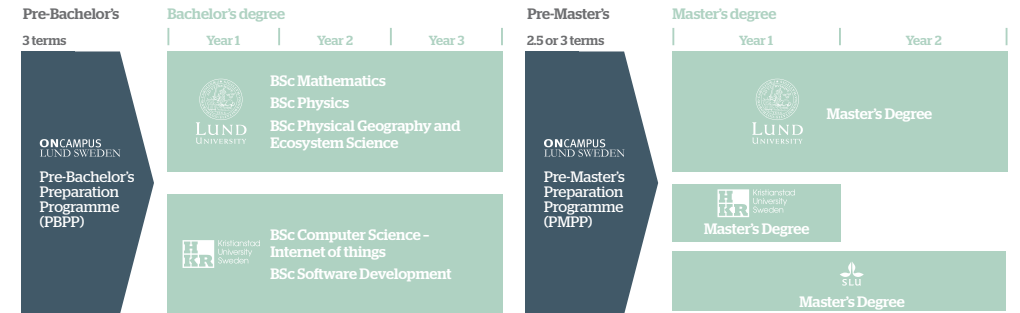 Pre-Bachelor's
3 terms
ONCAMPUS
LUND SWEDEN
Pre-Bachelor's
Preparation
Programme
(PBPP)
Bachelor's degree
Year 1
Year 2
Year 3
LUND
UNIVERSITY
BSc Mathematics
BSc Physics
BSc Physical Geography and
Ecosystem Science
HKR
Kristianstad
University
Sweden
BSc Computer Science –
Internet of things
BSc Software Development
Pre-Master's
2.5 or 3 terms
ONCAMPUS
LUND SWEDEN
Pre-Master's
Preparation
Programme
(PMPP)
Master's degree
Year 1
Year 2
LUND
UNIVERSITY
Master's Degree
HKR
Kristianstad
University
Sweden
Master's Degree
SLU
Master's Degree